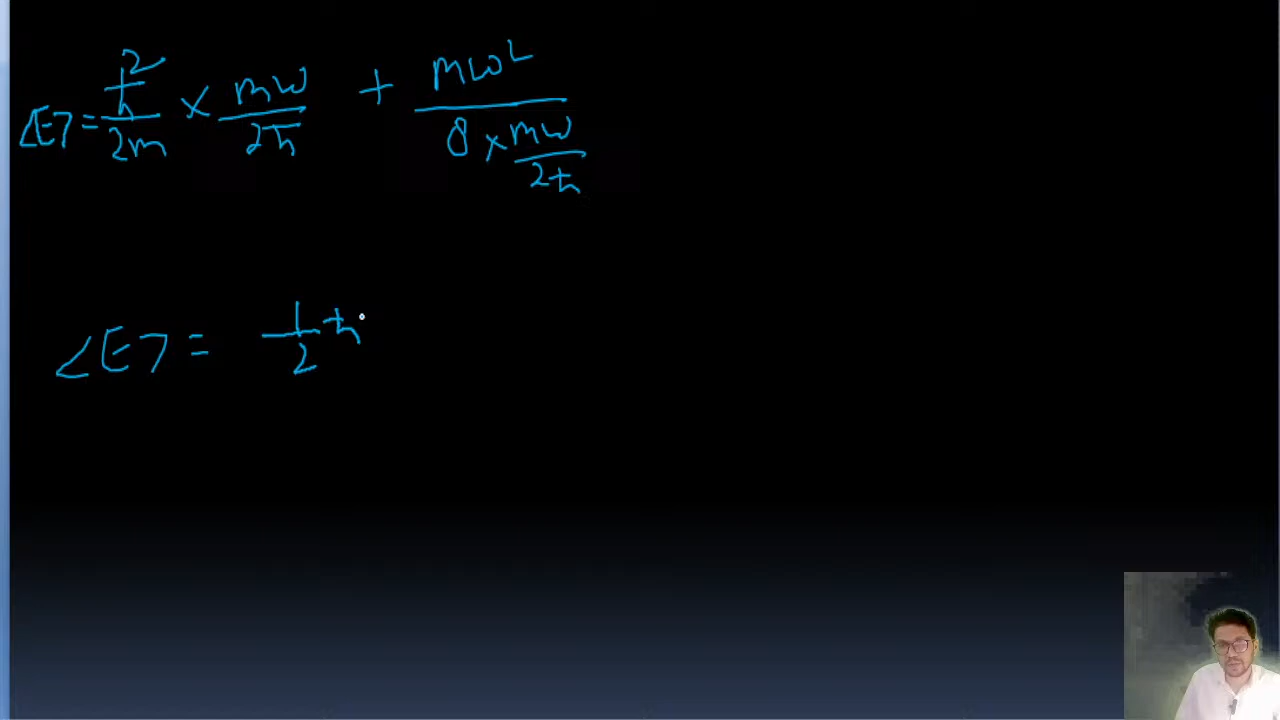 <E> = ħ²/2m × mω/2ħ + mω²/(8 × mω/2ħ)
<E> = 1/2 ħ